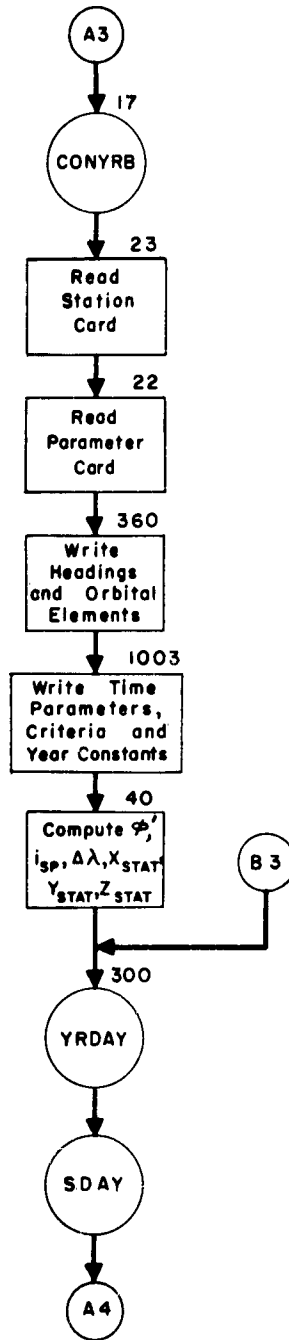 A3
17
CONYRB
23
Read
Station
Card
22
Read
Parameter
Card
360
Write
Headings
and Orbital
Elements
1003
Write Time
Parameters,
Criteria and
Year Constants
40
Compute φ',
i_SP, Δλ, X_STAT,
Y_STAT, Z_STAT
B3
300
YRDAY
SDAY
A4